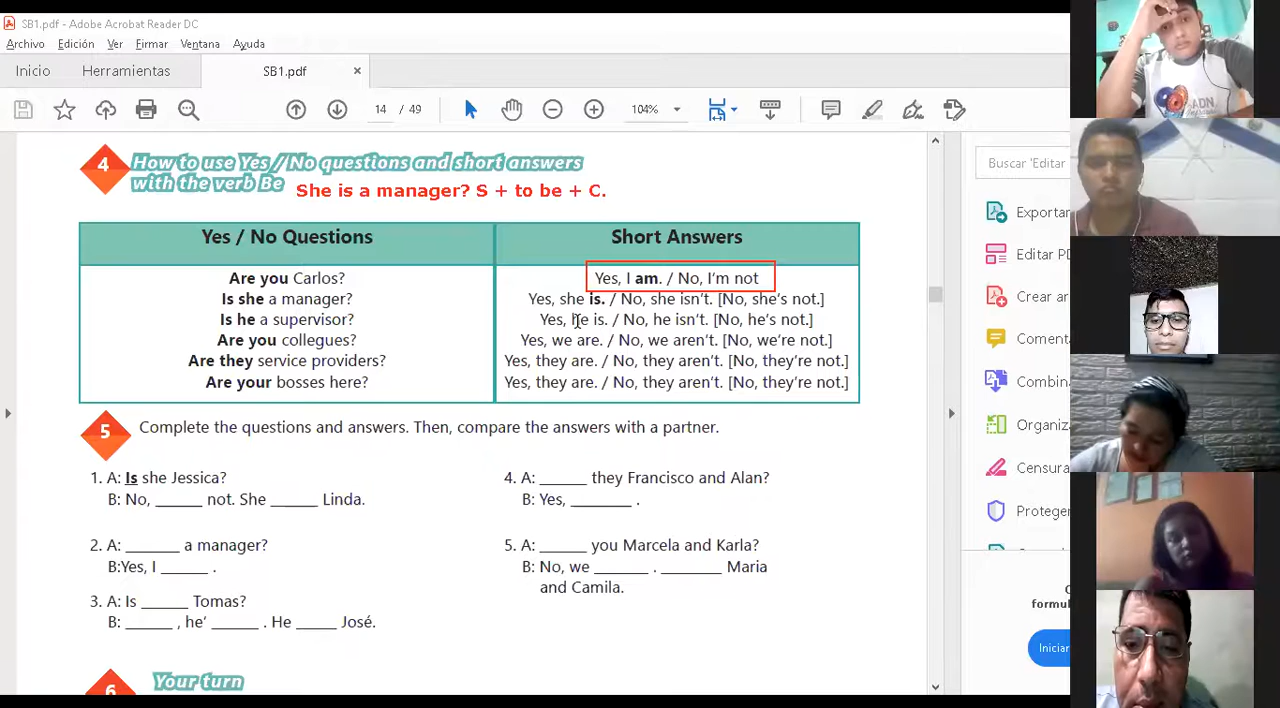 SB1.pdf - Adobe Acrobat Reader DC
Archivo Edición Ver Firmar Ventana Ayuda
Inicio Herramientas SB1.pdf ×
14 / 49 104%
4 How to use Yes / No questions and short answers
with the verb Be She is a manager? S + to be + C.
Yes / No Questions Short Answers
Are you Carlos? Yes, I am. / No, I'm not
Is she a manager? Yes, she is. / No, she isn't. [No, she's not.]
Is he a supervisor? Yes, he is. / No, he isn't. [No, he's not.]
Are you collegues? Yes, we are. / No, we aren't. [No, we're not.]
Are they service providers? Yes, they are. / No, they aren't. [No, they're not.]
Are your bosses here? Yes, they are. / No, they aren't. [No, they're not.]
5 Complete the questions and answers. Then, compare the answers with a partner.
1. A: Is she Jessica?
B: No, ______ not. She ______ Linda.
2. A: _______ a manager?
B:Yes, I ______ .
3. A: Is ______ Tomas?
B: ______ , he' ______ . He _____ José.
4. A: ______ they Francisco and Alan?
B: Yes, ________ .
5. A: ______ you Marcela and Karla?
B: No, we _______ . ________ Maria
and Camila.
6 Your turn
Buscar 'Editar
Exportar
Editar PD
Crear ar
Coment
Combin
Organiz
Censura
Proteger
formul
Iniciar